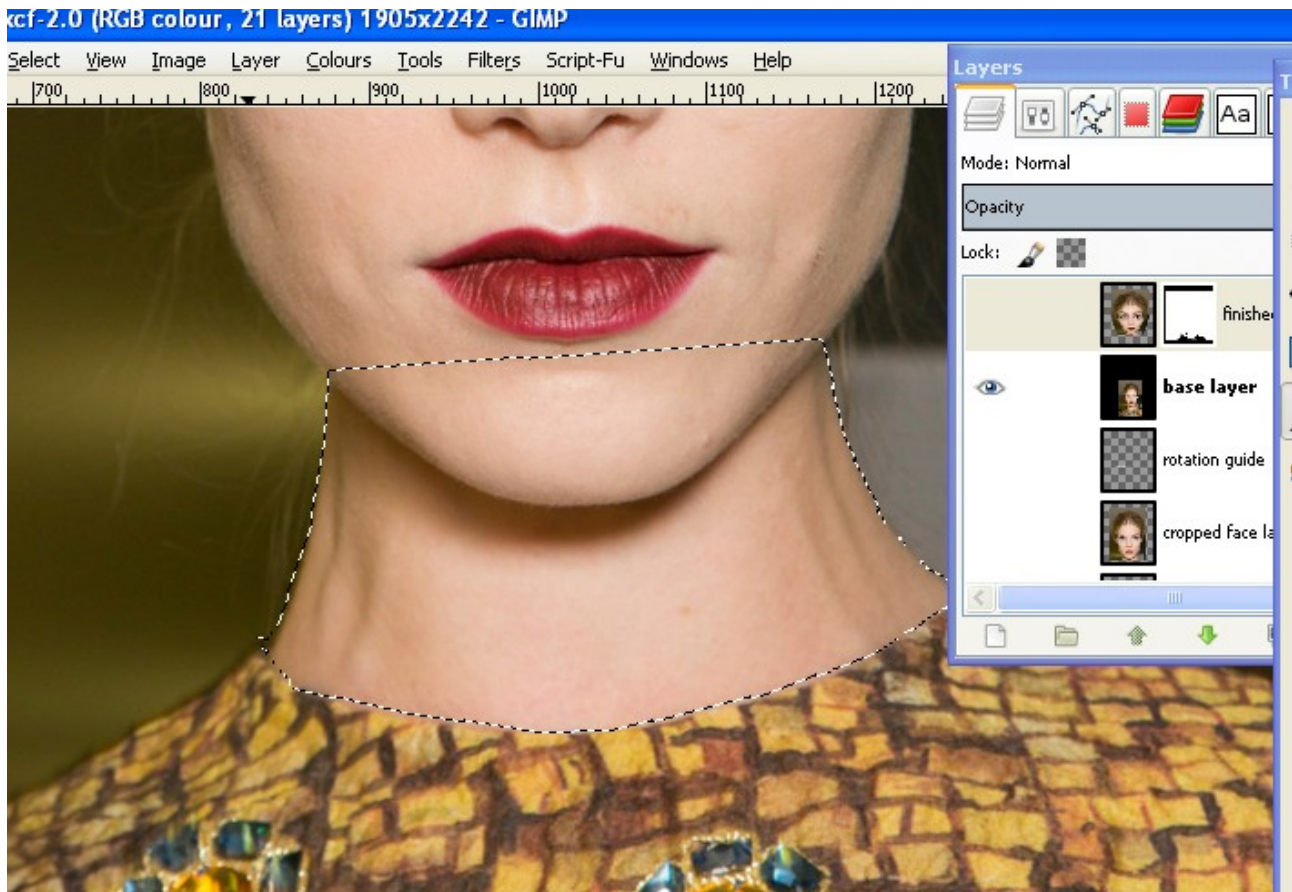 xcf-2.0 (RGB colour, 21 layers) 1905x2242 - GIMP
Select View Image Layer Colours Tools Filters Script-Fu Windows Help
700 800 900 1000 1100 1200
Layers
Aa
Mode: Normal
Opacity
Lock:
finishe
base layer
rotation guide
cropped face la